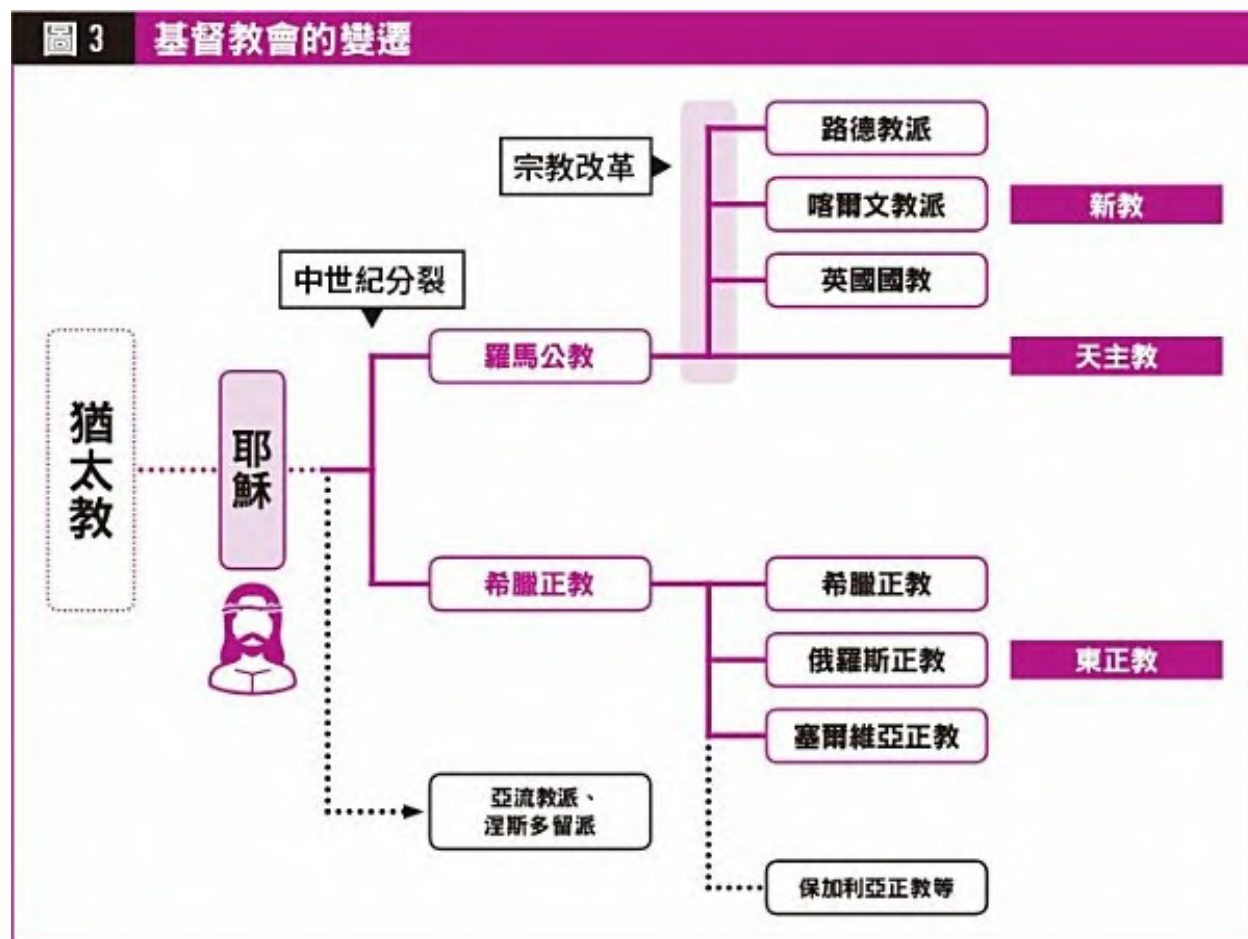 圖 3 基督教會的變遷
路德教派
宗教改革
喀爾文教派
新教
英國國教
中世紀分裂
羅馬公教
天主教
猶太教
耶穌
希臘正教
希臘正教
俄羅斯正教
東正教
塞爾維亞正教
亞流教派、
涅斯多留派
保加利亞正教等